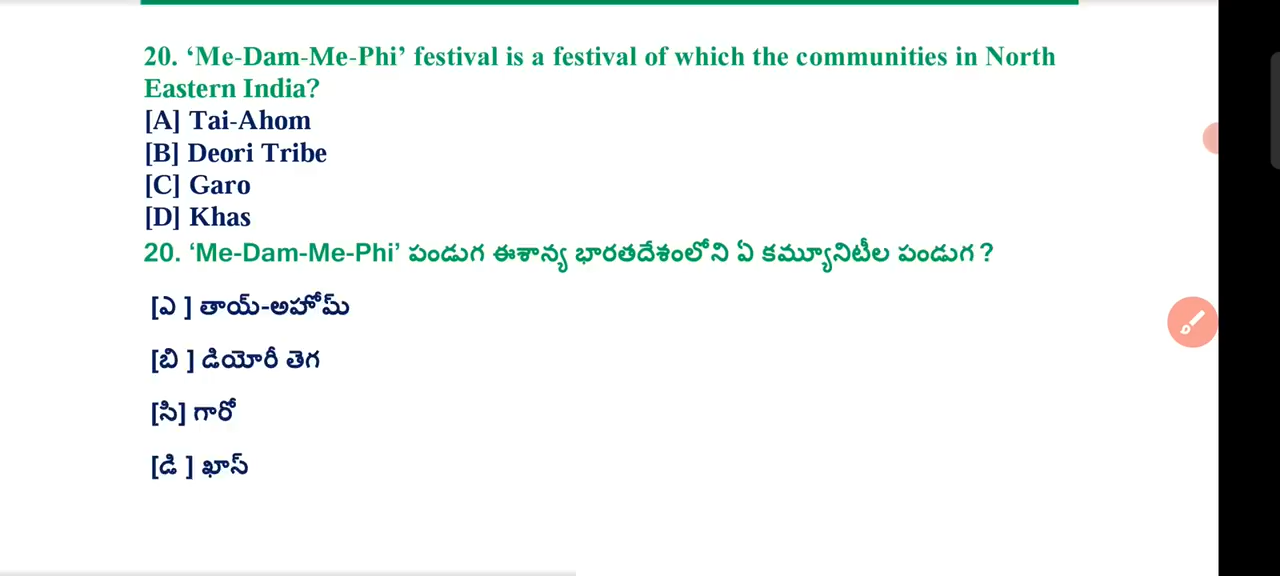 20. ‘Me-Dam-Me-Phi’ festival is a festival of which the communities in North
Eastern India?
[A] Tai-Ahom
[B] Deori Tribe
[C] Garo
[D] Khas
20. ‘Me-Dam-Me-Phi’ పండుగ ఈశాన్య భారతదేశంలోని ఏ కమ్యూనిటీల పండుగ ?
[ఎ ] తాయ్-అహోమ్
[బి ] డియోరీ తెగ
[సి] గారో
[డి ] ఖాస్